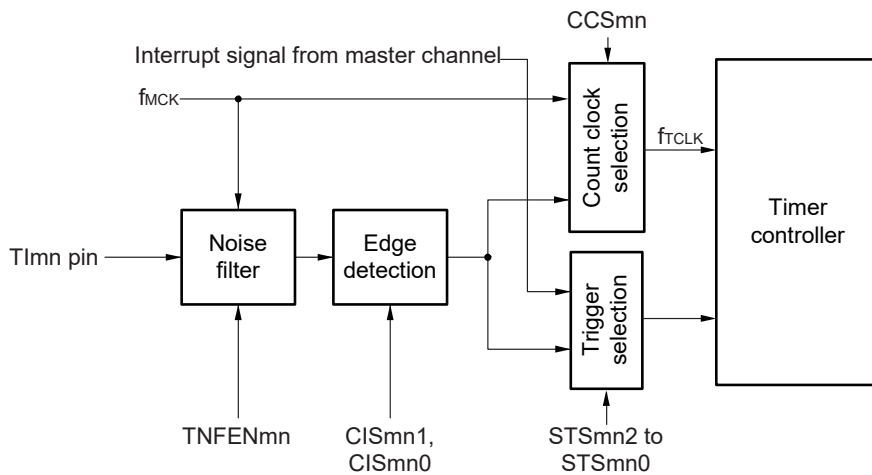 CCSmn
Interrupt signal from master channel
fMCK
Count clock
selection
fTCLK
Timer
controller
TImn pin
Noise
filter
Edge
detection
Trigger
selection
TNFENmn
CISmn1,
CISmn0
STSmn2 to
STSmn0